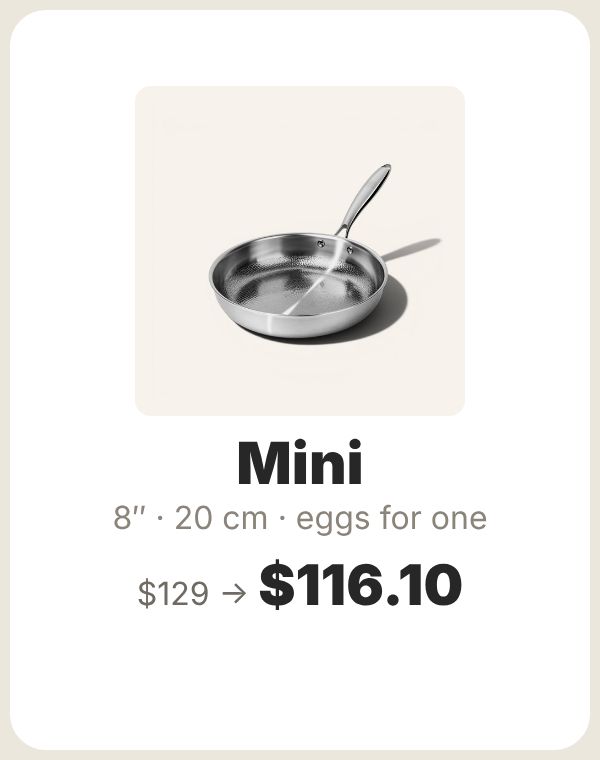 Mini
8″ · 20 cm · eggs for one
$129 → $116.10